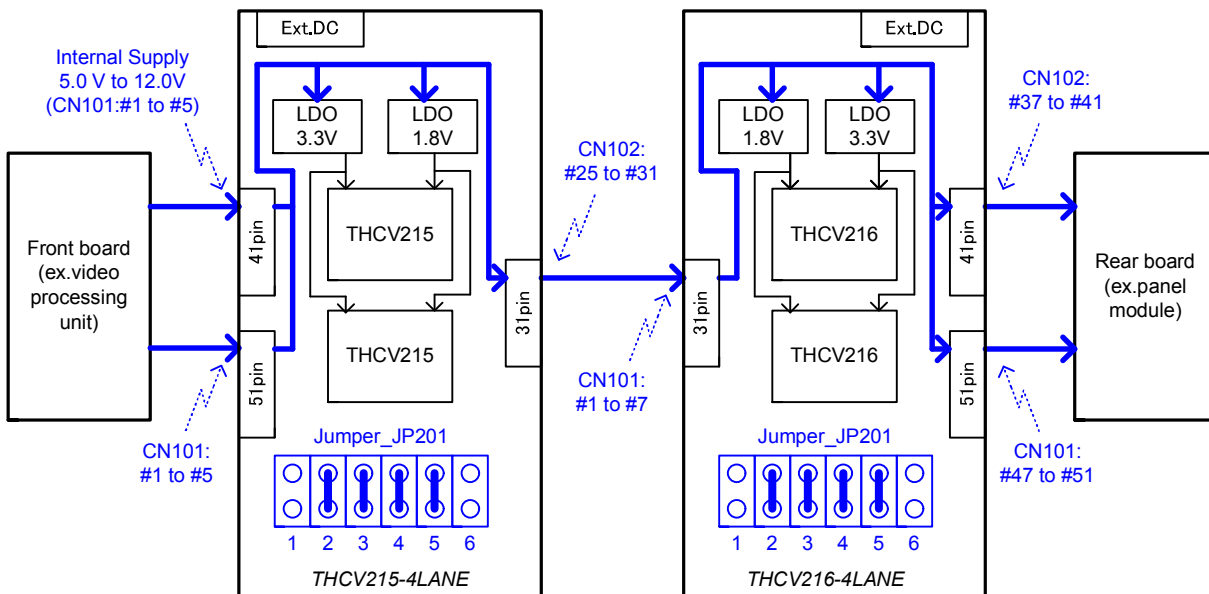 Ext.DC
Internal Supply
5.0 V to 12.0V
(CN101:#1 to #5)
LDO
3.3V
LDO
1.8V
Front board
(ex.video
processing
unit)
41pin
51pin
THCV215
THCV215
31pin
CN101:
#1 to #5
Jumper_JP201
1 2 3 4 5 6
THCV215-4LANE
CN102:
#25 to #31
CN101:
#1 to #7
Ext.DC
LDO
1.8V
LDO
3.3V
31pin
THCV216
THCV216
41pin
51pin
Jumper_JP201
1 2 3 4 5 6
THCV216-4LANE
CN102:
#37 to #41
Rear board
(ex.panel
module)
CN101:
#47 to #51